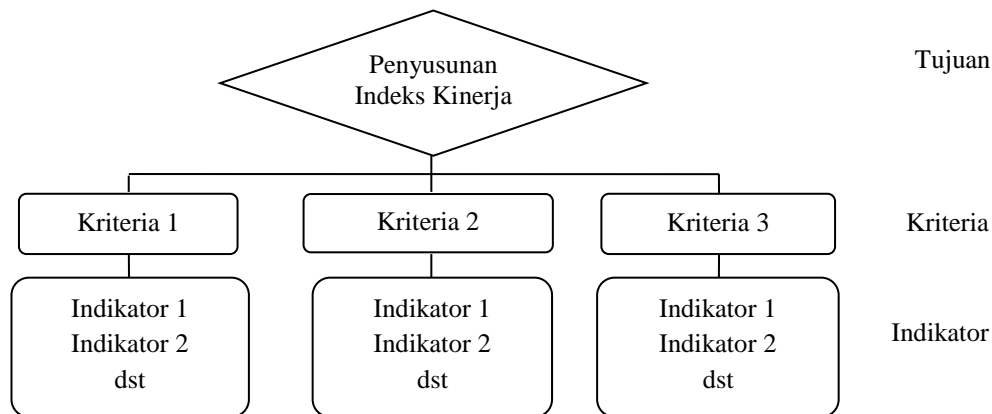 Penyusunan
Indeks Kinerja
Tujuan
Kriteria 1
Kriteria 2
Kriteria 3
Kriteria
Indikator 1
Indikator 2
dst
Indikator 1
Indikator 2
dst
Indikator 1
Indikator 2
dst
Indikator